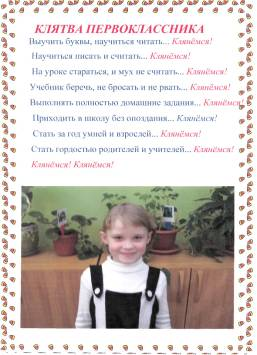 КЛЯТВА ПЕРВОКЛАССНИКА
Выучить буквы, научиться читать... Клянёмся!
Научиться писать и считать... Клянёмся!
На уроке стараться, и мух не считать... Клянёмся!
Учебник беречь, не бросать и не рвать... Клянёмся!
Выполнять полностью домашние задания... Клянёмся!
Приходить в школу без опоздания... Клянёмся!
Стать за год умней и взрослей... Клянёмся!
Стать гордостью родителей и учителей... Клянёмся!
Клянёмся! Клянёмся!